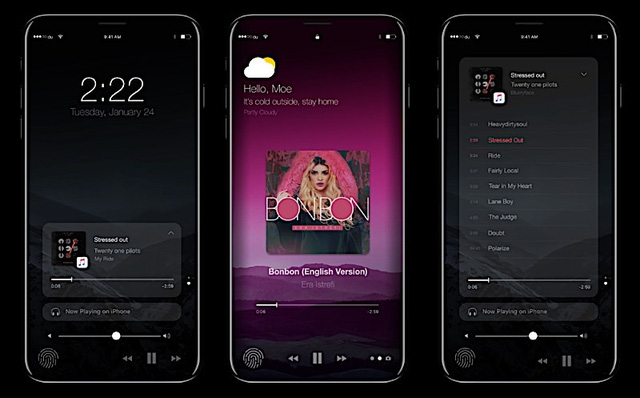 du
9:41 AM
2:22
Tuesday, January 24
Stressed out
Twenty one pilots
My Ride
0:06
-2:59
Now Playing on iPhone
du
Hello, Moe
It's cold outside, stay home
Partly Cloudy
BONBON
ERA ISTREFI
Bonbon (English Version)
Era Istrefi
0:06
-2:59
du
9:41 AM
Stressed out
Twenty one pilots
Blurryface
Heavydirtysoul
Stressed Out
Ride
Fairly Local
Tear in My Heart
Lane Boy
The Judge
Doubt
Polarize
0:06
-2:59
Now Playing on iPhone